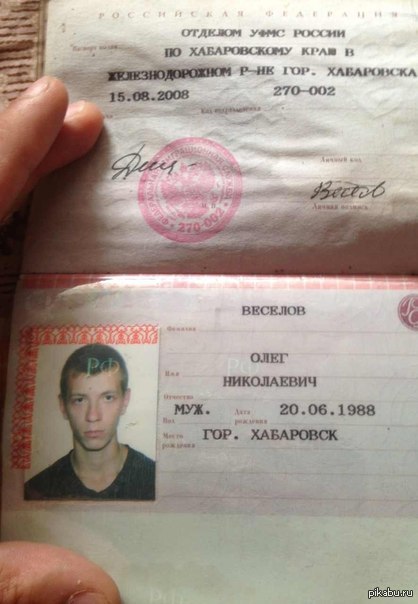 РОССИЙСКАЯ ФЕДЕРАЦИЯ
Паспорт выдан
ОТДЕЛОМ УФМС РОССИИ
ПО ХАБАРОВСКОМУ КРАЮ В
ЖЕЛЕЗНОДОРОЖНОМ Р-НЕ ГОР. ХАБАРОВСКА
15.08.2008 270-002
Код подразделения
Личный код
М.П.
Личная подпись
270-002
ВЕСЕЛОВ
Фамилия
ОЛЕГ
Имя
НИКОЛАЕВИЧ
Отчество
МУЖ. Дата рождения 20.06.1988
Пол
Место рождения ГОР. ХАБАРОВСК
РФ РФ
pikabu.ru